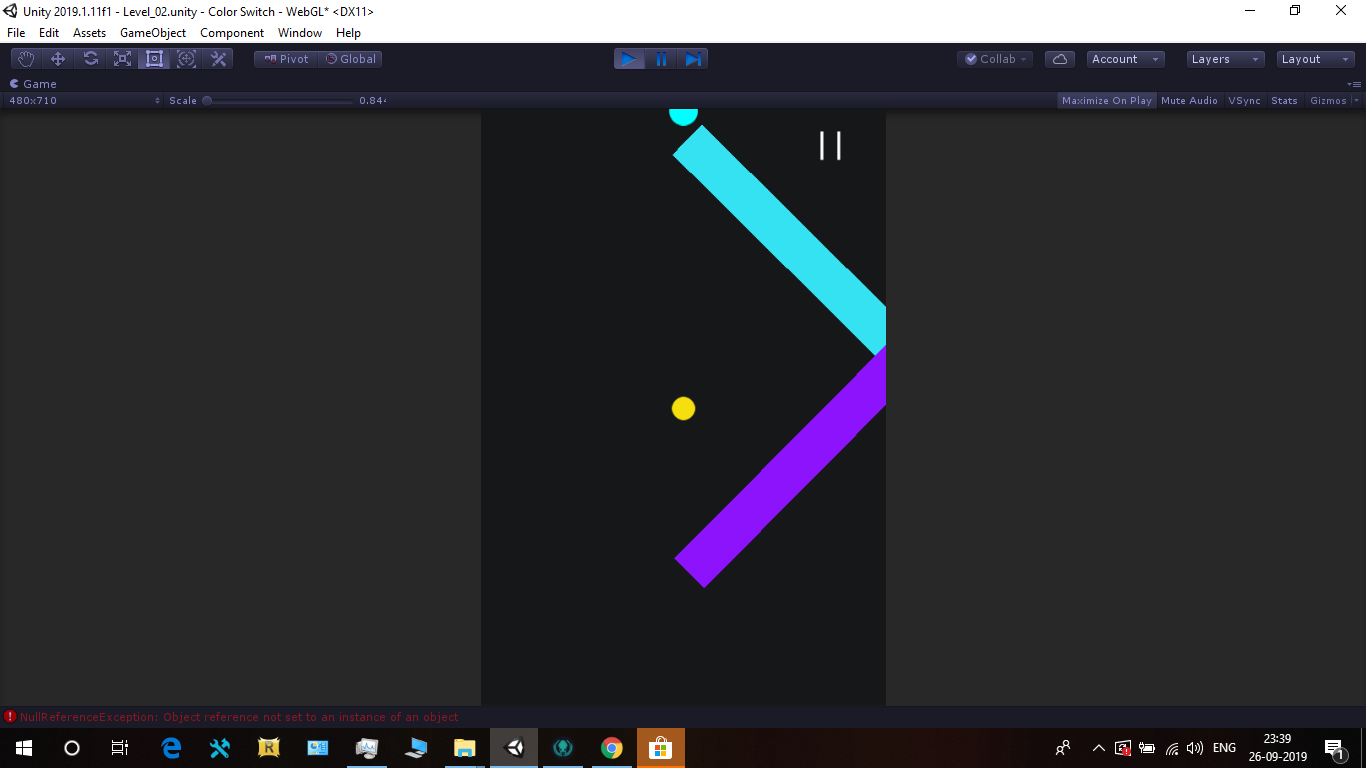 Unity 2019.1.11f1 - Level_02.unity - Color Switch - WebGL* <DX11>
File Edit Assets GameObject Component Window Help
Pivot Global Collab Account Layers Layout
Game
480x710 Scale 0.844 Maximize On Play Mute Audio VSync Stats Gizmos
NullReferenceException: Object reference not set to an instance of an object
ENG 23:39
26-09-2019 1